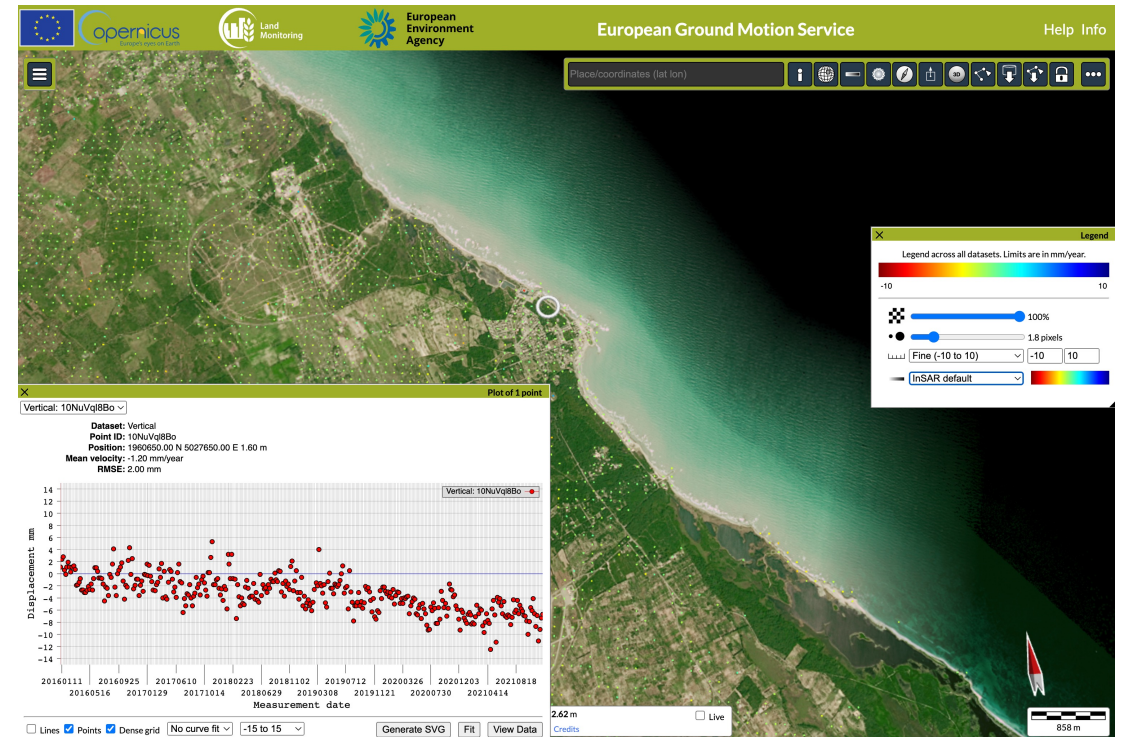 opernicus
Europe's eyes on Earth
Land
Monitoring
European
Environment
Agency
European Ground Motion Service
Help Info
Place/coordinates (lat lon)
3D
Legend
Legend across all datasets. Limits are in mm/year.
-10 10
100%
1.8 pixels
Fine (-10 to 10) -10 10
InSAR default
Plot of 1 point
Vertical: 10NuVql8Bo
Dataset: Vertical
Point ID: 10NuVql8Bo
Position: 1960650.00 N 5027650.00 E 1.60 m
Mean velocity: -1.20 mm/year
RMSE: 2.00 mm
Vertical: 10NuVql8Bo
14
12
10
8
6
4
2
0
-2
-4
-6
-8
-10
-12
-14
Displacement mm
20160111 20160925 20170610 20180223 20181102 20190712 20200326 20201203 20210818
20160516 20170129 20171014 20180629 20190308 20191121 20200730 20210414
Measurement date
Lines Points Dense grid No curve fit -15 to 15 Generate SVG Fit View Data
2.62 m Live
Credits
858 m